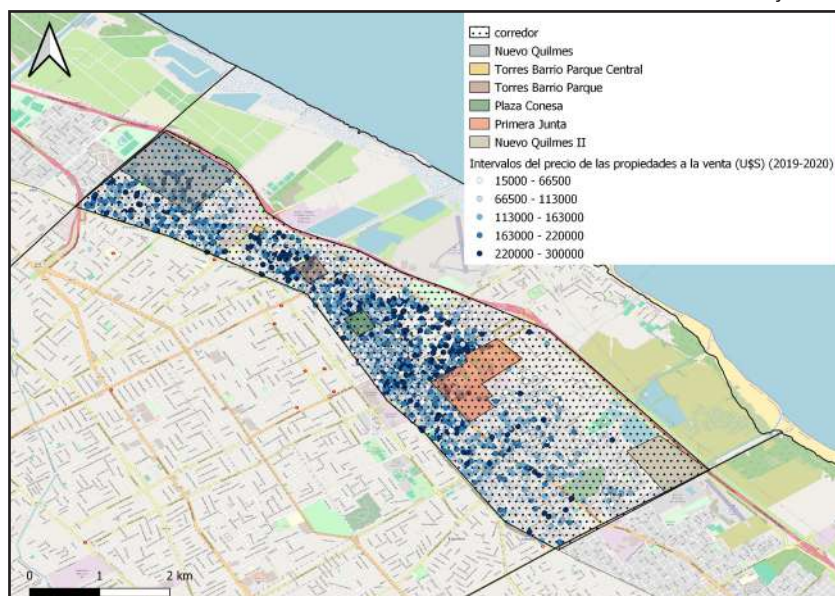 corredor
Nuevo Quilmes
Torres Barrio Parque Central
Torres Barrio Parque
Plaza Conesa
Primera Junta
Nuevo Quilmes II
Intervalos del precio de las propiedades a la venta (U$S) (2019-2020)
15000 - 66500
66500 - 113000
113000 - 163000
163000 - 220000
220000 - 300000
0 1 2 km